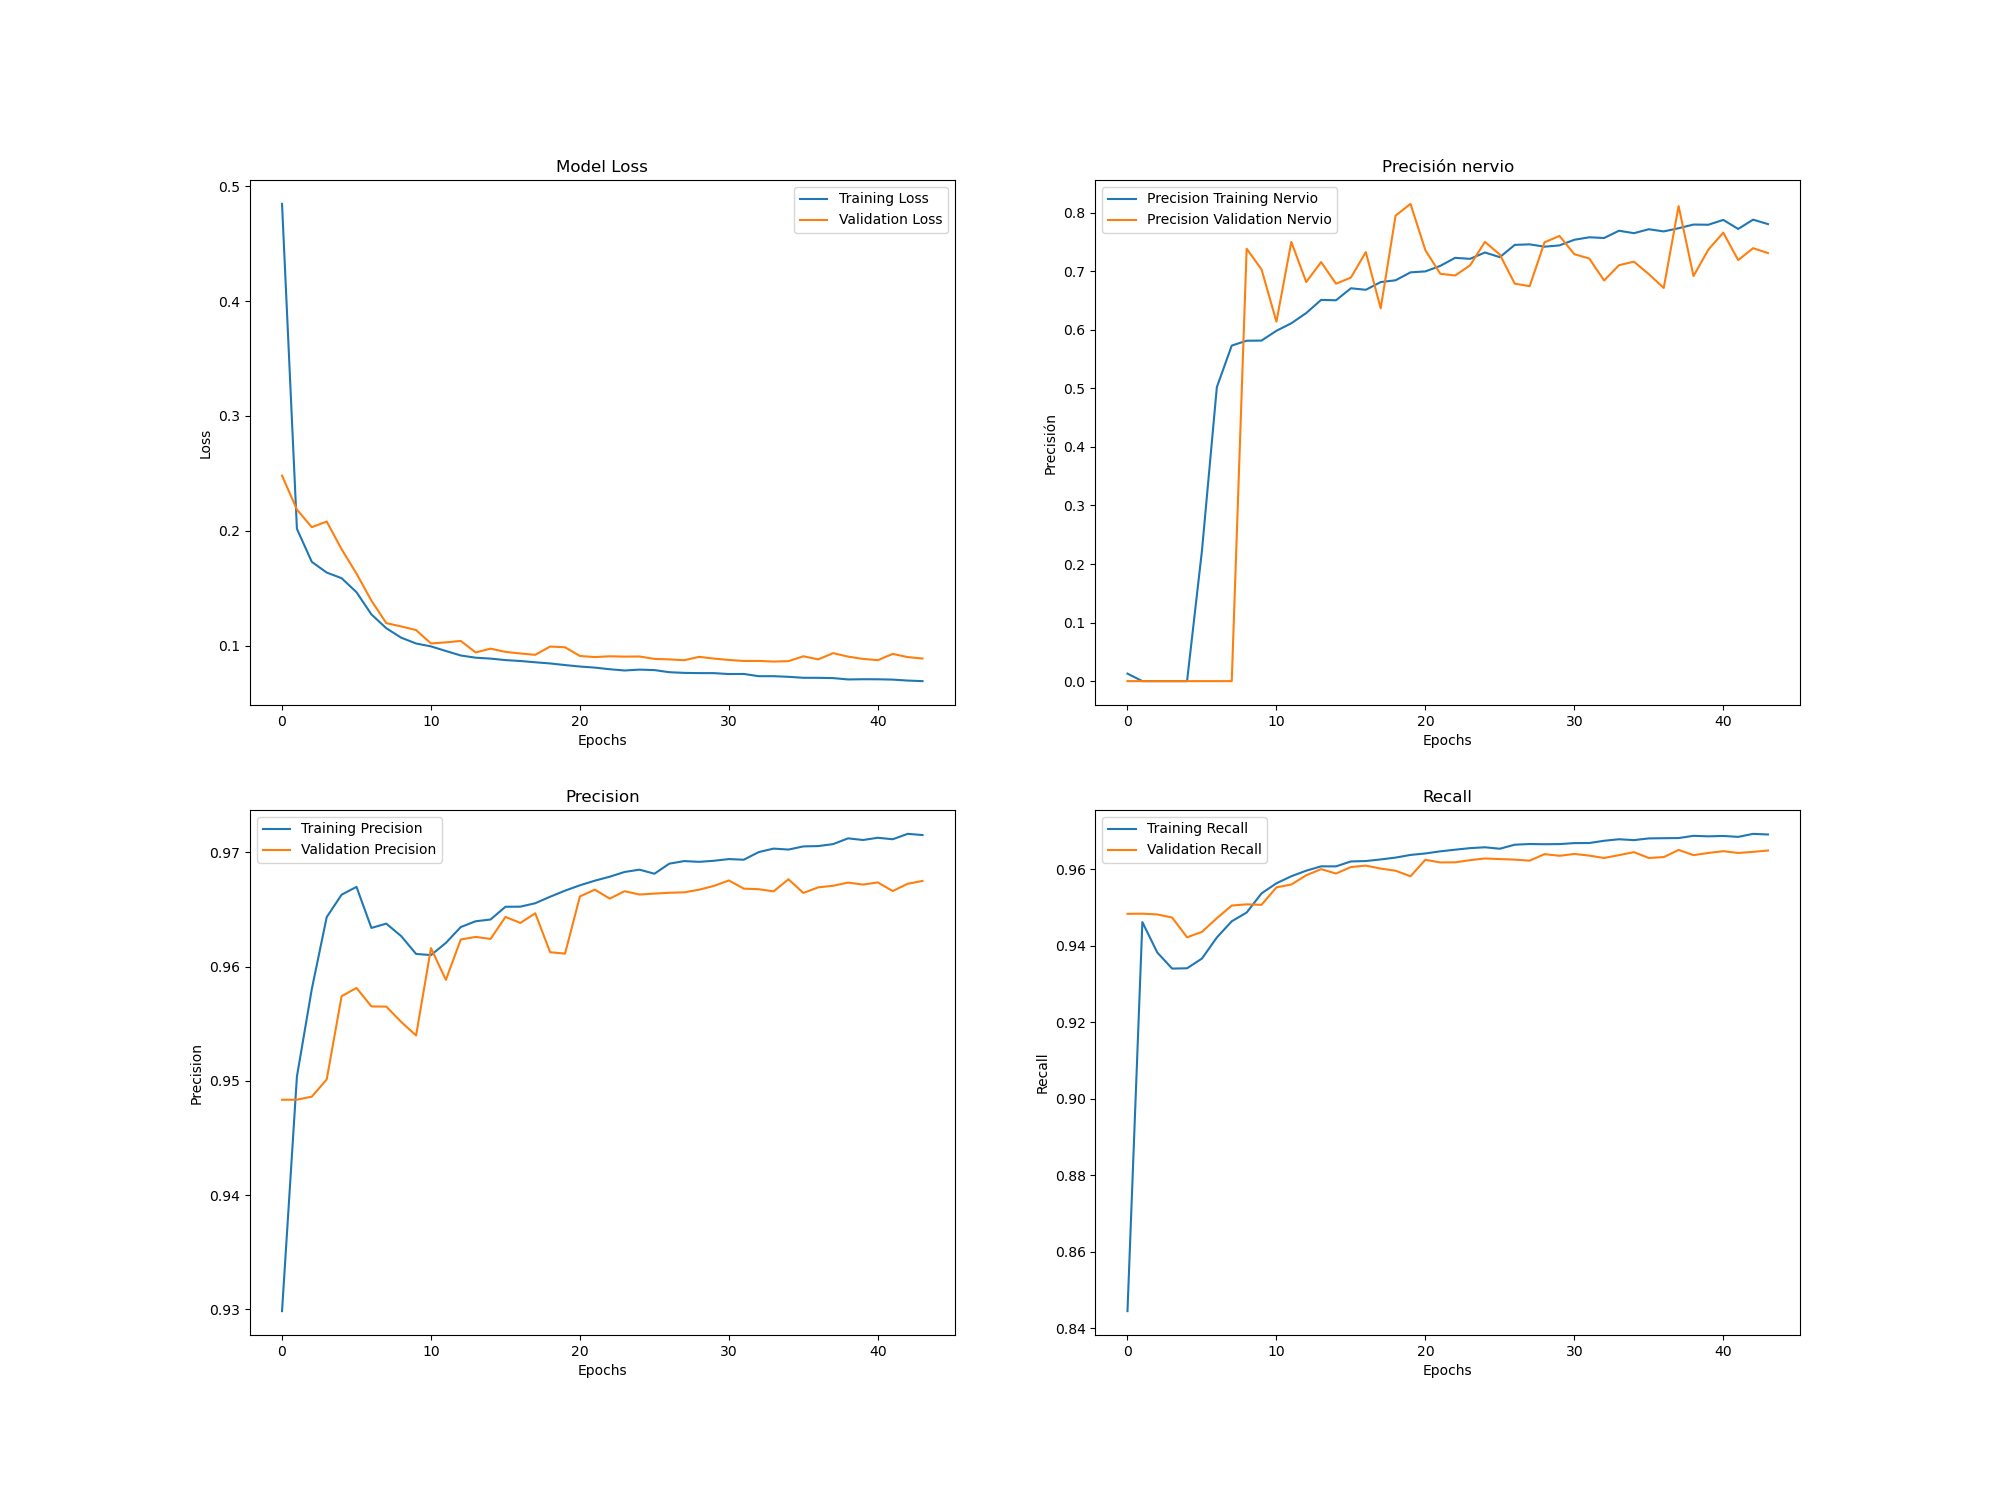 Model Loss
Training Loss
Validation Loss
0.5
0.4
0.3
0.2
0.1
Loss
0 10 20 30 40
Epochs
Precisión nervio
Precision Training Nervio
Precision Validation Nervio
0.8
0.7
0.6
0.5
0.4
0.3
0.2
0.1
0.0
Precisión
0 10 20 30 40
Epochs
Precision
Training Precision
Validation Precision
0.97
0.96
0.95
0.94
0.93
Precision
0 10 20 30 40
Epochs
Recall
Training Recall
Validation Recall
0.96
0.94
0.92
0.90
0.88
0.86
0.84
Recall
0 10 20 30 40
Epochs